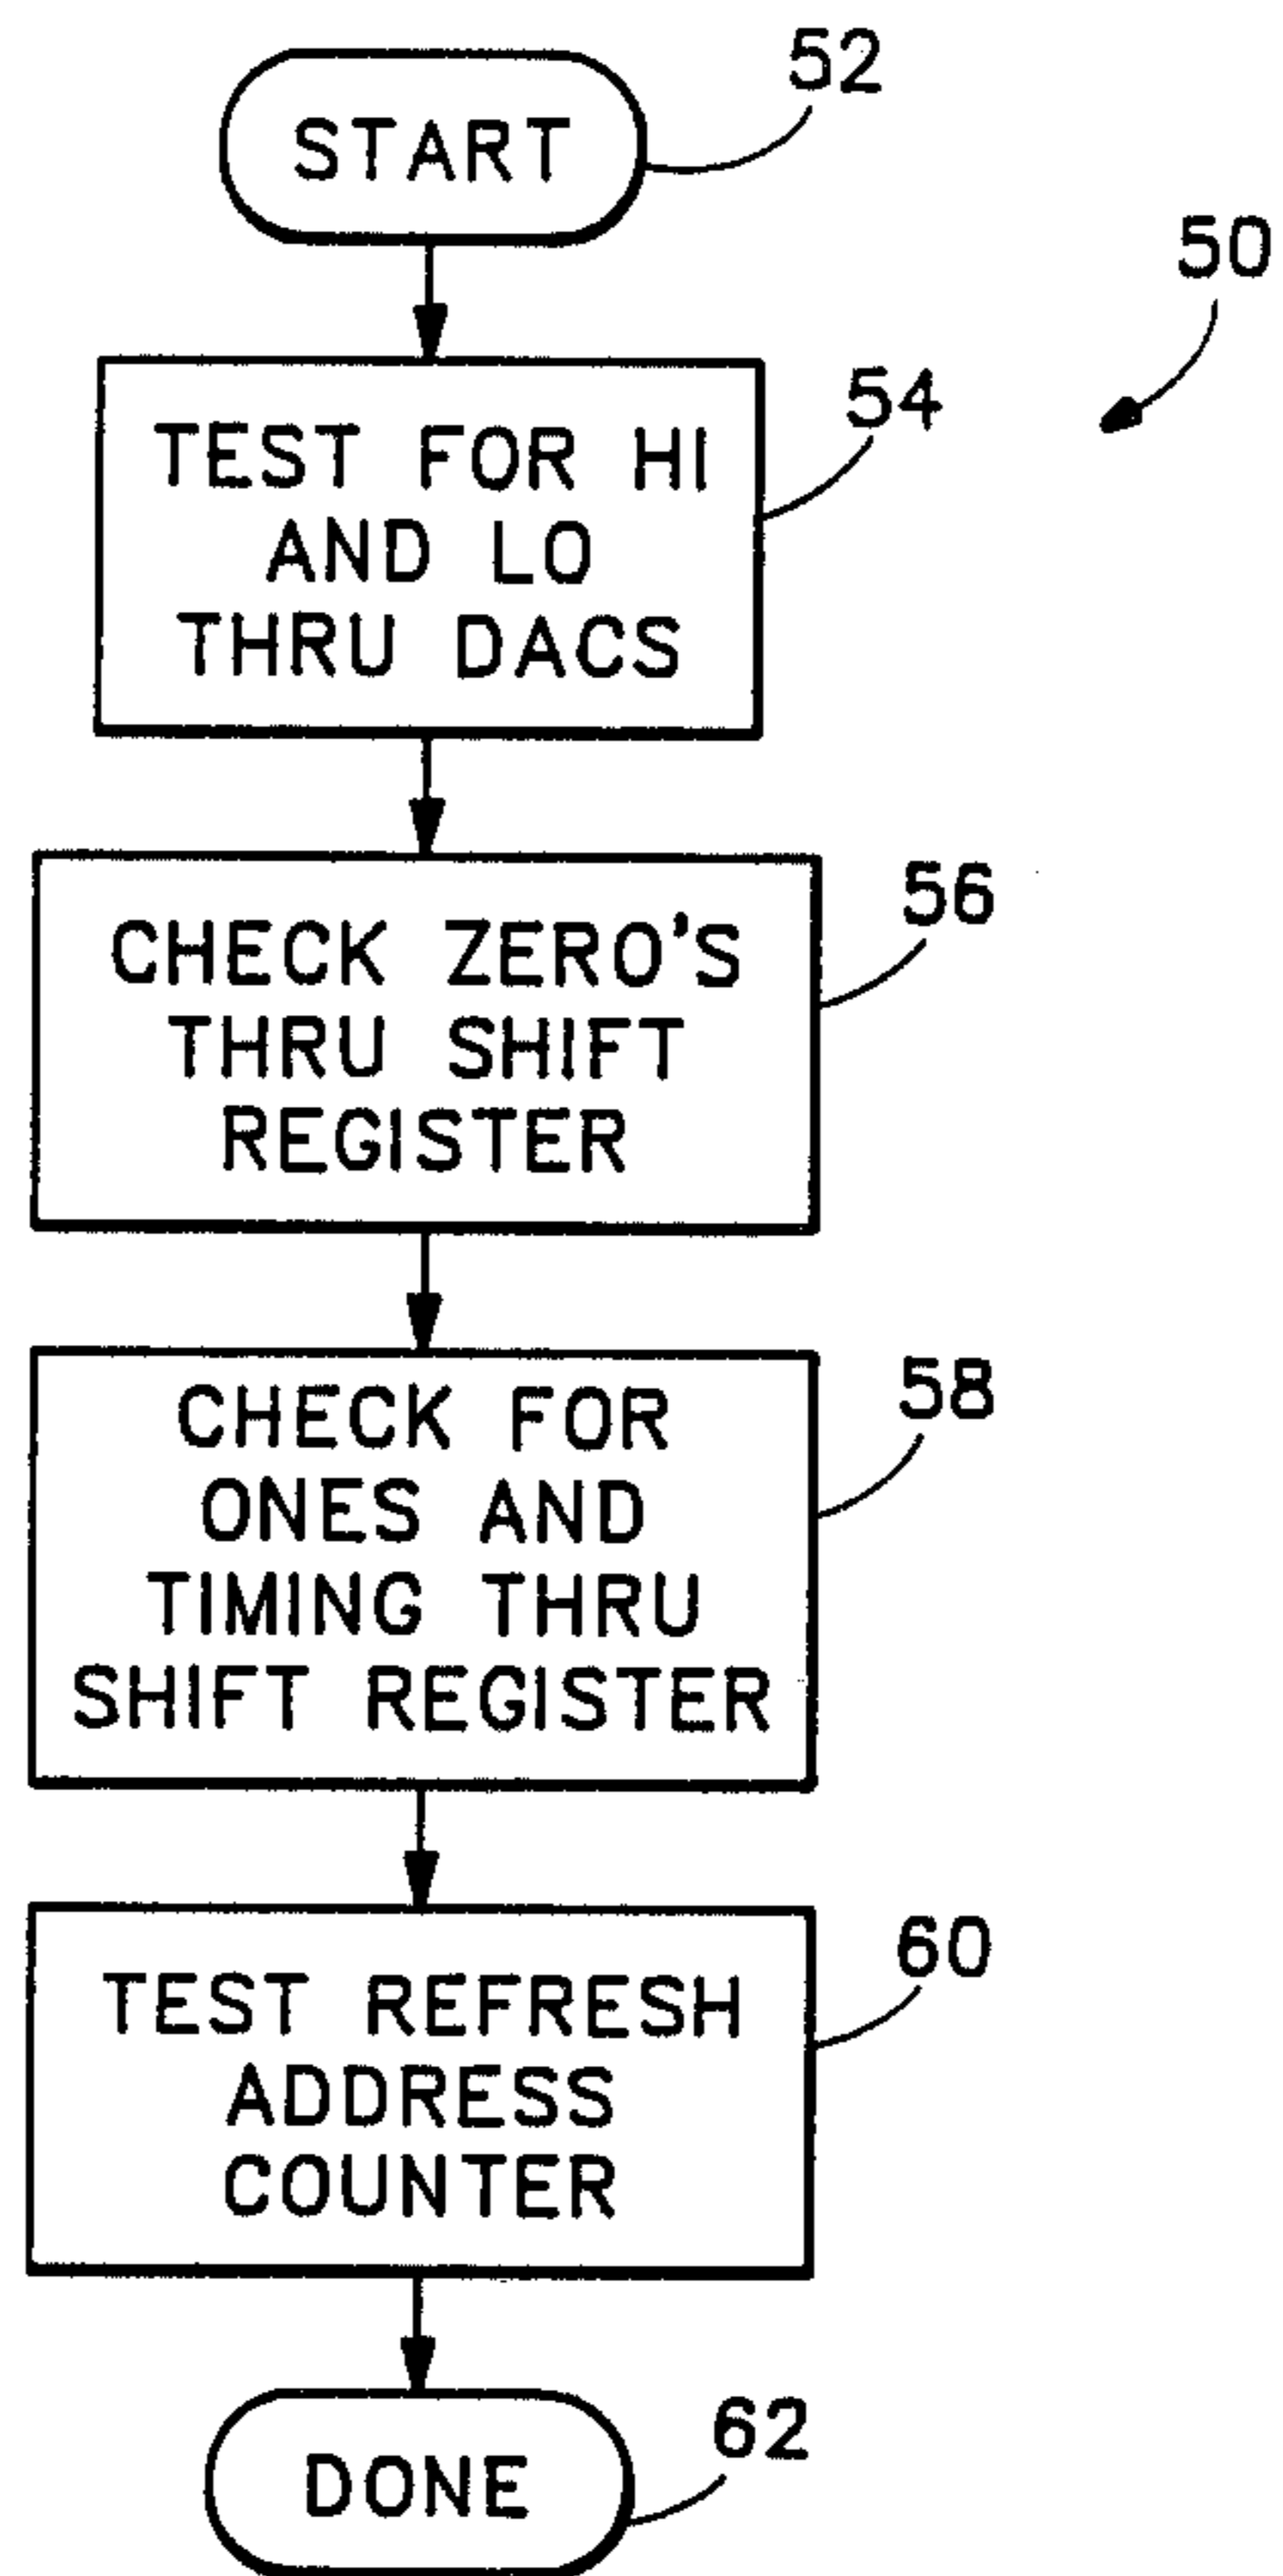 52
START
50
54
TEST FOR HI
AND LO
THRU DACS
56
CHECK ZERO'S
THRU SHIFT
REGISTER
58
CHECK FOR
ONES AND
TIMING THRU
SHIFT REGISTER
60
TEST REFRESH
ADDRESS
COUNTER
62
DONE